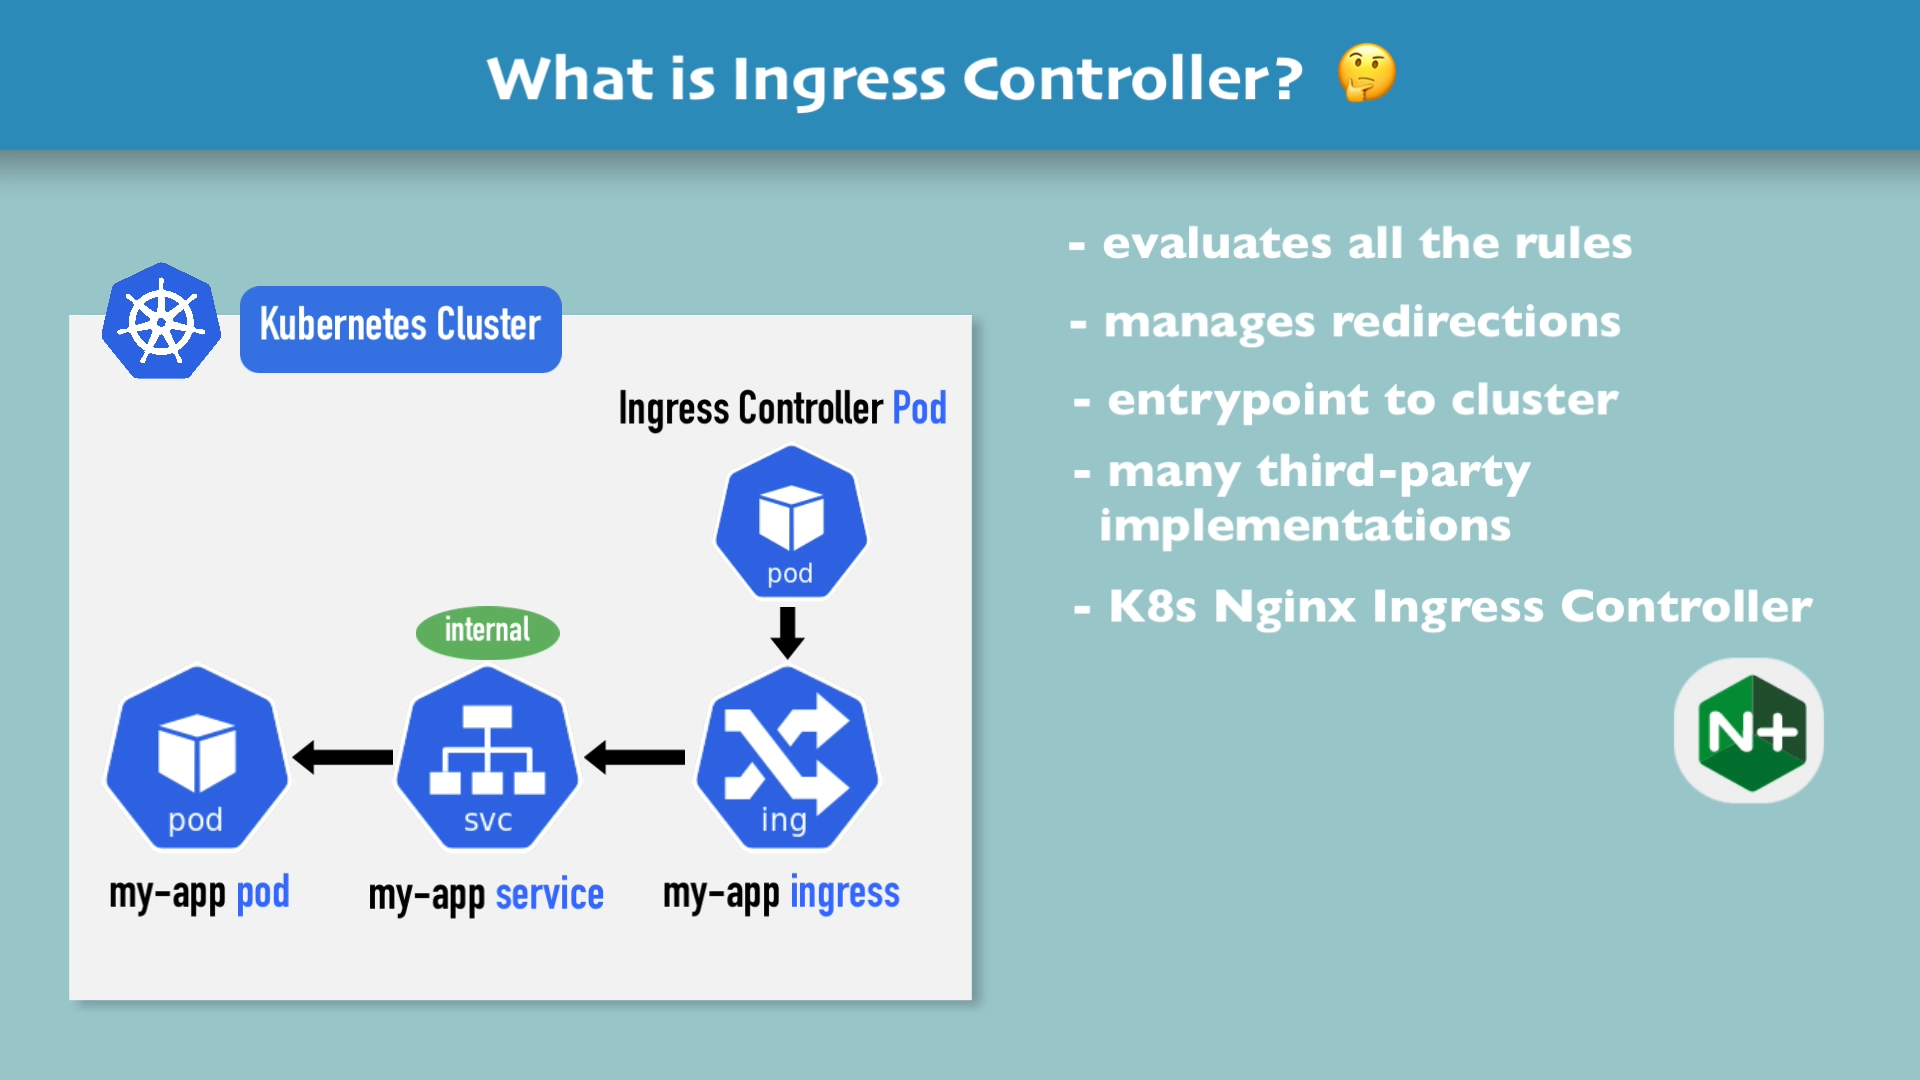 What is Ingress Controller? 🤔
Kubernetes Cluster
Ingress Controller Pod
pod
internal
pod
svc
ing
my-app pod
my-app service
my-app ingress
- evaluates all the rules
- manages redirections
- entrypoint to cluster
- many third-party
implementations
- K8s Nginx Ingress Controller
N+